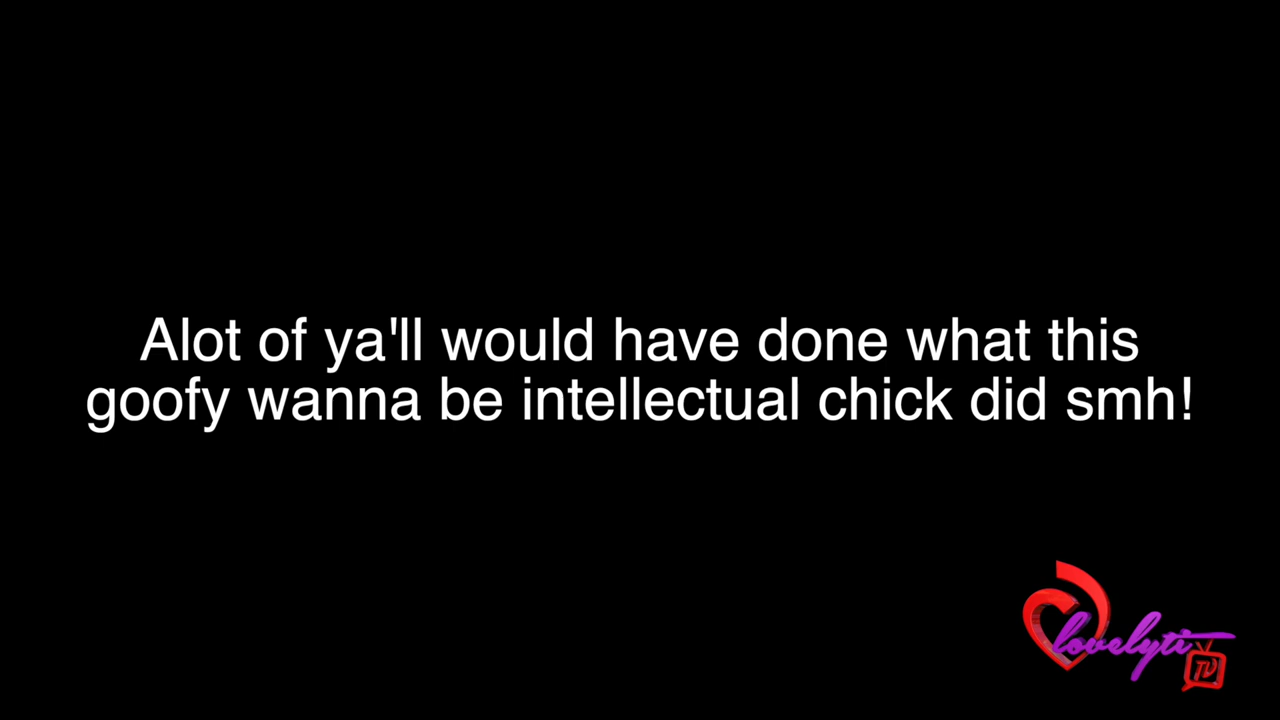 Alot of ya'll would have done what this
goofy wanna be intellectual chick did smh!
lovelyti
TV